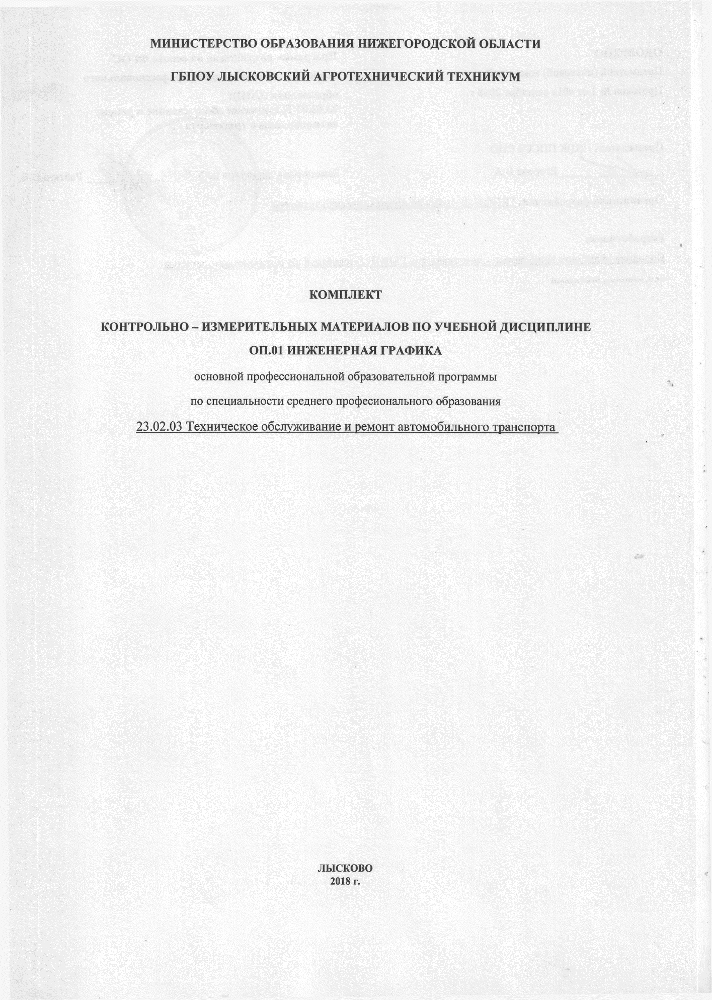 МИНИСТЕРСТВО ОБРАЗОВАНИЯ НИЖЕГОРОДСКОЙ ОБЛАСТИ
ГБПОУ ЛЫСКОВСКИЙ АГРОТЕХНИЧЕСКИЙ ТЕХНИКУМ
КОМПЛЕКТ
КОНТРОЛЬНО – ИЗМЕРИТЕЛЬНЫХ МАТЕРИАЛОВ ПО УЧЕБНОЙ ДИСЦИПЛИНЕ
ОП.01 ИНЖЕНЕРНАЯ ГРАФИКА
основной профессиональной образовательной программы
по специальности среднего професионального образования
23.02.03 Техническое обслуживание и ремонт автомобильного транспорта
ЛЫСКОВО
2018 г.